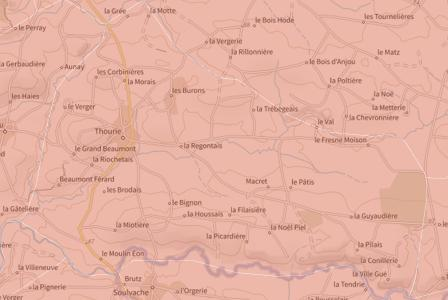 la Grée
la Motte
le Perray
le Bois Hode
les Tournelières
la Vergerie
la Rillonnière
le Matz
la Gerbaudière
Aunay
les Corbinières
la Morais
le Bois d'Anjou
la Poltière
les Haies
le Verger
les Burons
la Noë
la Metterie
la Trébegeais
la Chevronnière
Thourie
le Val
le Fresne Moison
le Grand Beaumont
la Regontais
la Riochetais
Beaumont Férard
les Brodais
Macret
le Pâtis
la Gâtelière
le Bignon
la Houssais
la Filaisière
la Guyaudière
la Miotière
la Picardière
le Noël Piel
le Moulin Eon
la Pilais
la Conillerie
la Villeneuve
Brutz
la Ville Gué
la Pignerie
Soulvache
l'Orgerie
la Tendrie